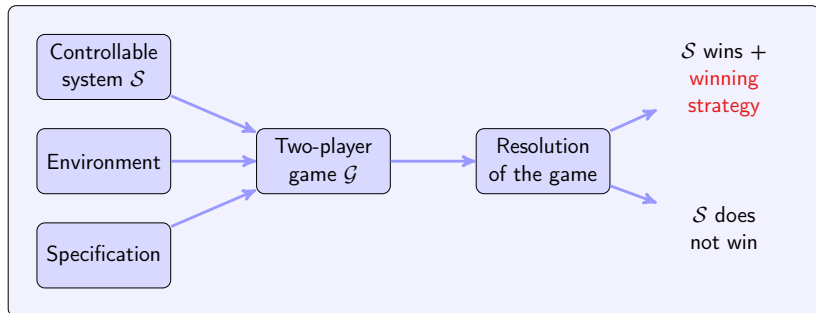 Controllable
system 𝒮
Environment
Specification
Two-player
game 𝒢
Resolution
of the game
𝒮 wins +
winning
strategy
𝒮 does
not win